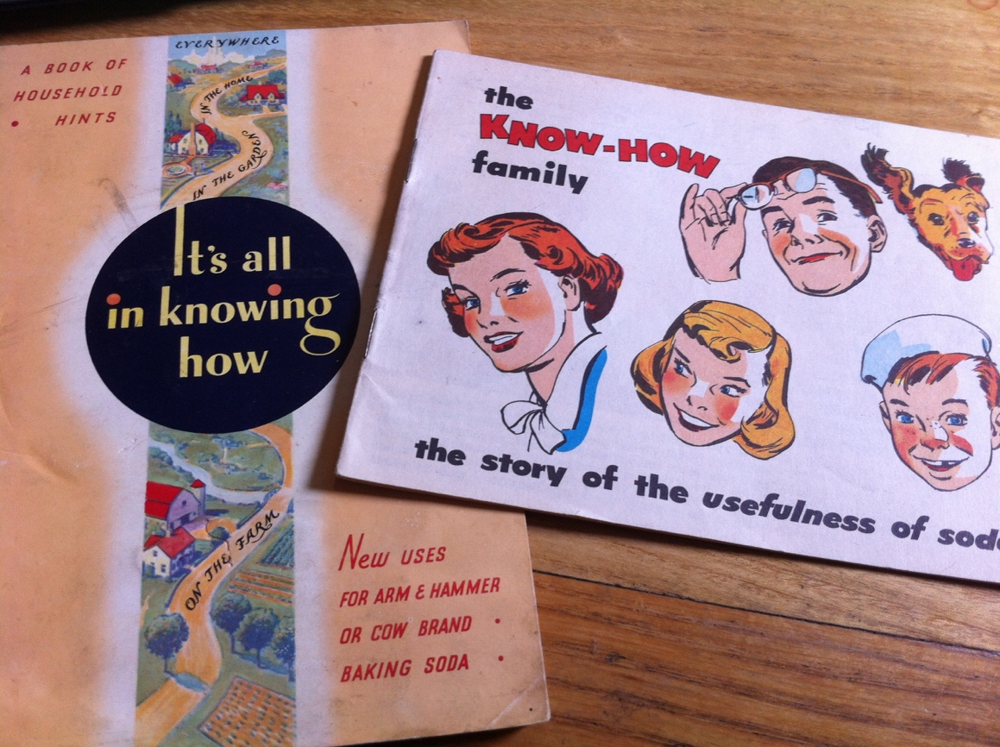 A BOOK OF
HOUSEHOLD
• HINTS
EVERYWHERE
IN THE HOME
IN THE GARDEN
It's all
in knowing
how
ON THE FARM
New uses
FOR ARM & HAMMER
OR COW BRAND •
BAKING SODA •
the
KNOW-HOW
family
the story of the usefulness of soda